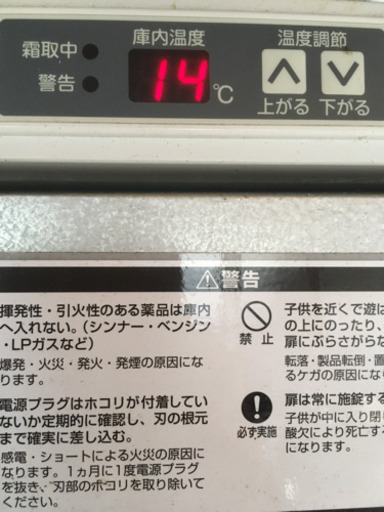 霜取中
警告
庫内温度
14℃
温度調節
上がる 下がる
警告
揮発性・引火性のある薬品は庫内
へ入れない。(シンナー・ベンジン
・LPガスなど)
爆発・火災・発火・発煙の原因にな
ります。
電源プラグはホコリが付着してい
ないか定期的に確認し、刃の根元
まで確実に差し込む。
感電・ショートによる火災の原因に
なります。1ヵ月に1度電源プラグ
を抜き、刃部のホコリを取り除いて
ください。
禁止
子供を近くで遊
の上にのったり、
扉にぶらさがら
転落・製品転倒・置
るケガの原因に
必ず実施
扉は常に施錠する
子供が中に入り閉
酸欠により死亡する
になります。